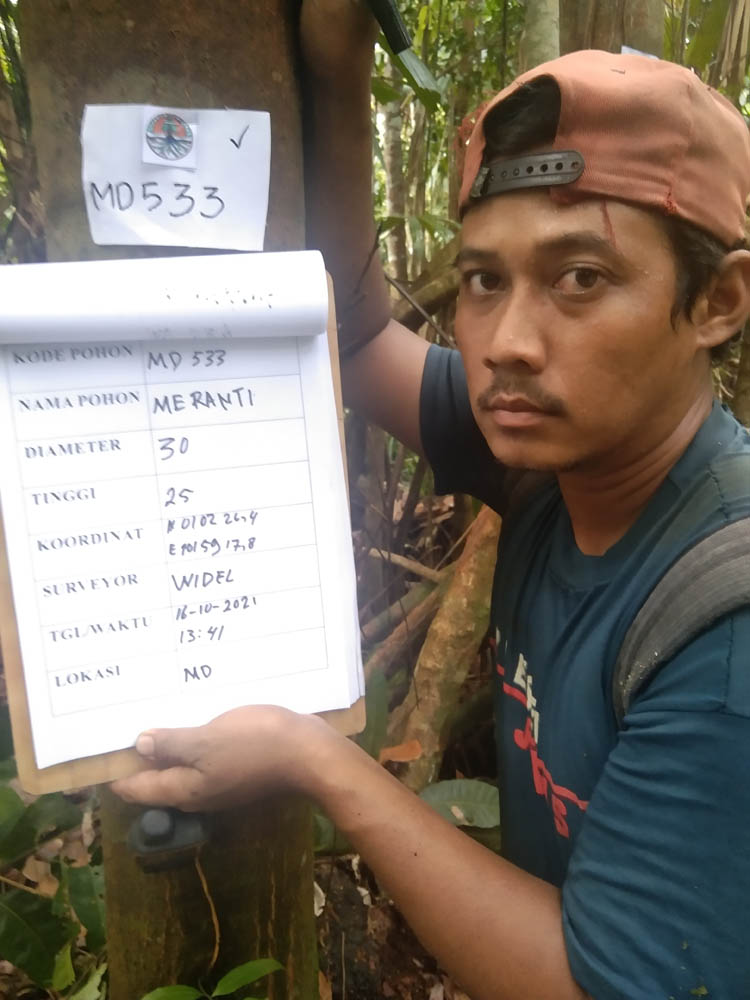 MD533
KODE POHON MD 533
NAMA POHON MERANTI
DIAMETER 30
TINGGI 25
KOORDINAT N 0102 26,4
E 10159 17,8
SURVEYOR WIDEL
TGL/WAKTU 16-10-2021
13:41
LOKASI MD